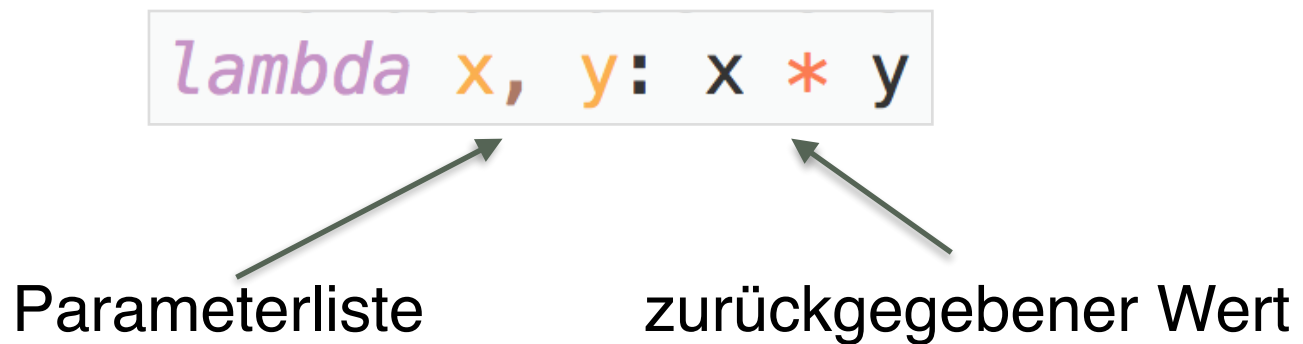 lambda x, y: x * y
Parameterliste zurückgegebener Wert